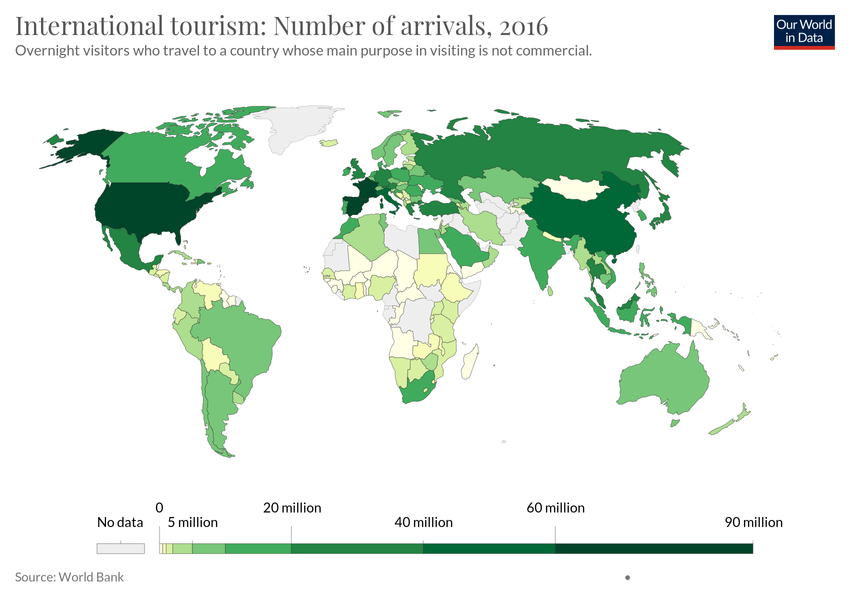 International tourism: Number of arrivals, 2016
Our World
in Data
Overnight visitors who travel to a country whose main purpose in visiting is not commercial.
0
20 million
60 million
No data
5 million
40 million
90 million
Source: World Bank